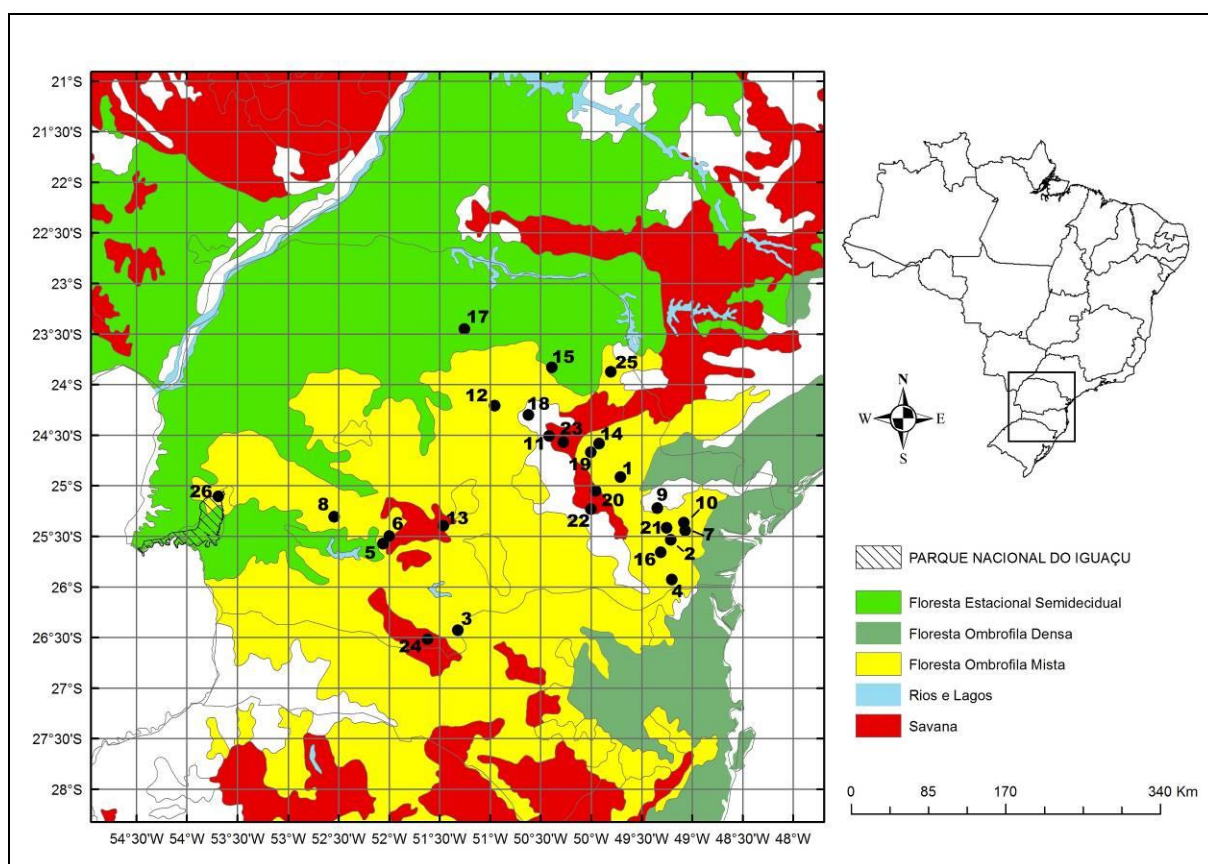 21°S
21°30'S
22°S
22°30'S
23°S
23°30'S
24°S
24°30'S
25°S
25°30'S
26°S
26°30'S
27°S
27°30'S
28°S
17
15
25
12
18
11
23
14
19
1
26
8
20
9
10
6
13
22
21
7
5
2
16
4
3
24
54°30'W 54°W 53°30'W 53°W 52°30'W 52°W 51°30'W 51°W 50°30'W 50°W 49°30'W 49°W 48°30'W 48°W
N
W E
S
PARQUE NACIONAL DO IGUAÇU
Floresta Estacional Semidecidual
Floresta Ombrofila Densa
Floresta Ombrofila Mista
Rios e Lagos
Savana
0 85 170 340 Km